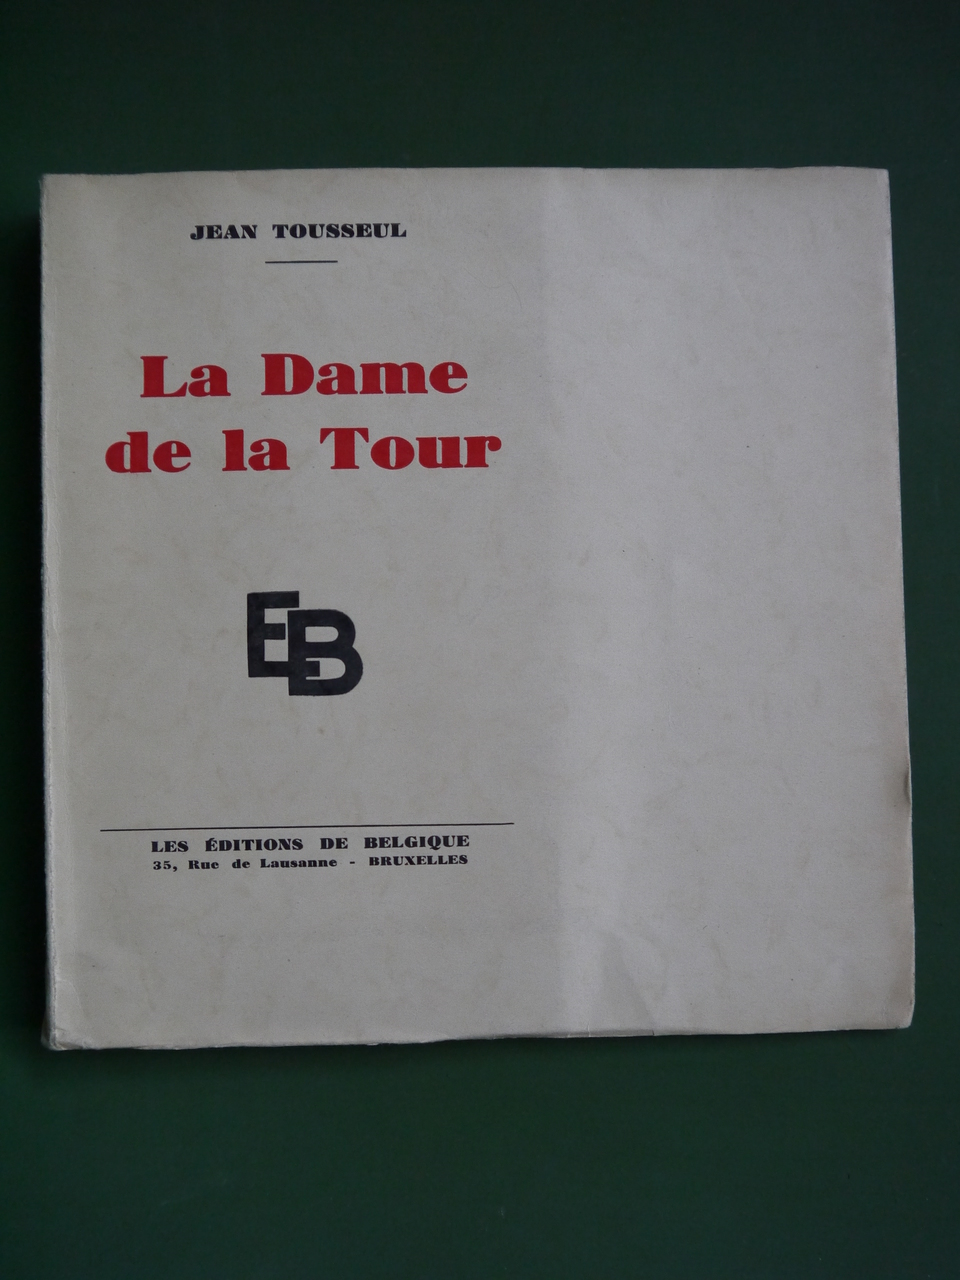 JEAN TOUSSEUL
La Dame
de la Tour
EB
LES ÉDITIONS DE BELGIQUE
35, Rue de Lausanne - BRUXELLES